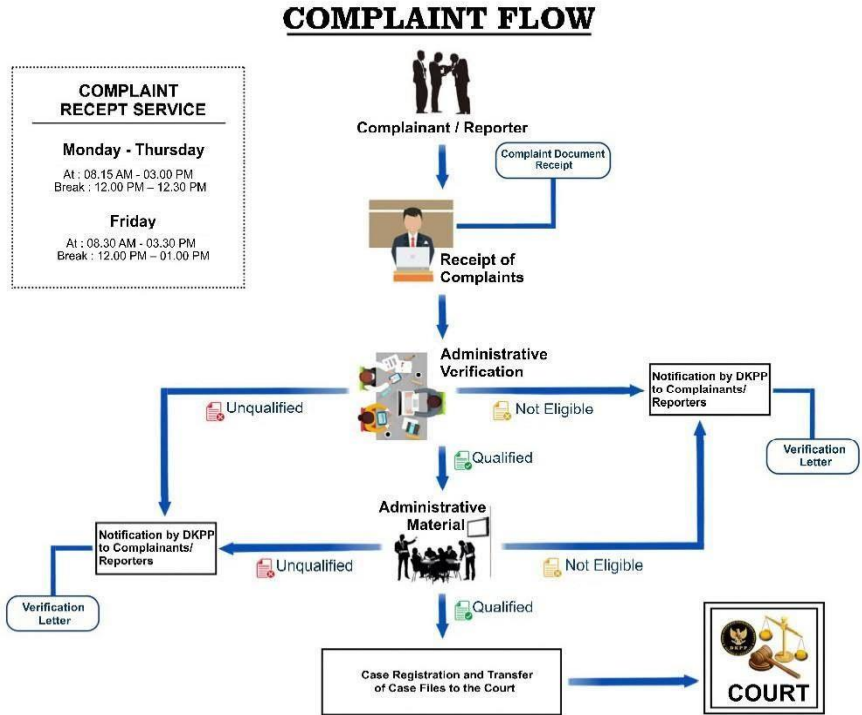 COMPLAINT FLOW
COMPLAINT
RECEPT SERVICE
Monday - Thursday
At : 08.15 AM - 03.00 PM
Break : 12.00 PM – 12.30 PM
Friday
At : 08.30 AM - 03.30 PM
Break : 12.00 PM – 01.00 PM
Complainant / Reporter
Complaint Document
Receipt
Receipt of
Complaints
Administrative
Verification
Unqualified
Not Eligible
Notification by DKPP
to Complainants/
Reporters
Verification
Letter
Qualified
Administrative
Material
Notification by DKPP
to Complainants/
Reporters
Unqualified
Not Eligible
Verification
Letter
Qualified
Case Registration and Transfer
of Case Files to the Court
DKPP
COURT